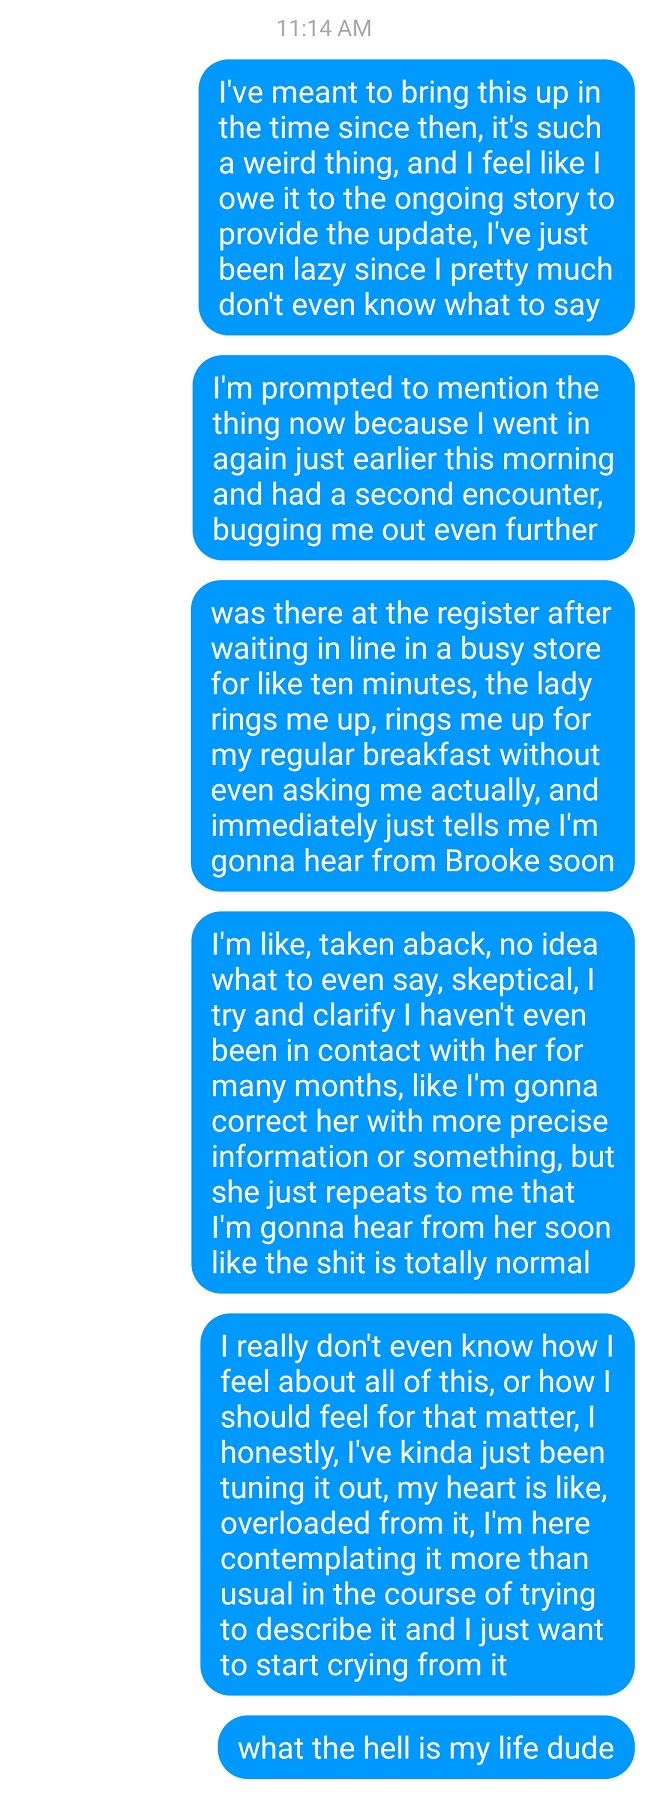 11:14 AM
I've meant to bring this up in
the time since then, it's such
a weird thing, and I feel like I
owe it to the ongoing story to
provide the update, I've just
been lazy since I pretty much
don't even know what to say
I'm prompted to mention the
thing now because I went in
again just earlier this morning
and had a second encounter,
bugging me out even further
was there at the register after
waiting in line in a busy store
for like ten minutes, the lady
rings me up, rings me up for
my regular breakfast without
even asking me actually, and
immediately just tells me I'm
gonna hear from Brooke soon
I'm like, taken aback, no idea
what to even say, skeptical, I
try and clarify I haven't even
been in contact with her for
many months, like I'm gonna
correct her with more precise
information or something, but
she just repeats to me that
I'm gonna hear from her soon
like the shit is totally normal
I really don't even know how I
feel about all of this, or how I
should feel for that matter, I
honestly, I've kinda just been
tuning it out, my heart is like,
overloaded from it, I'm here
contemplating it more than
usual in the course of trying
to describe it and I just want
to start crying from it
what the hell is my life dude